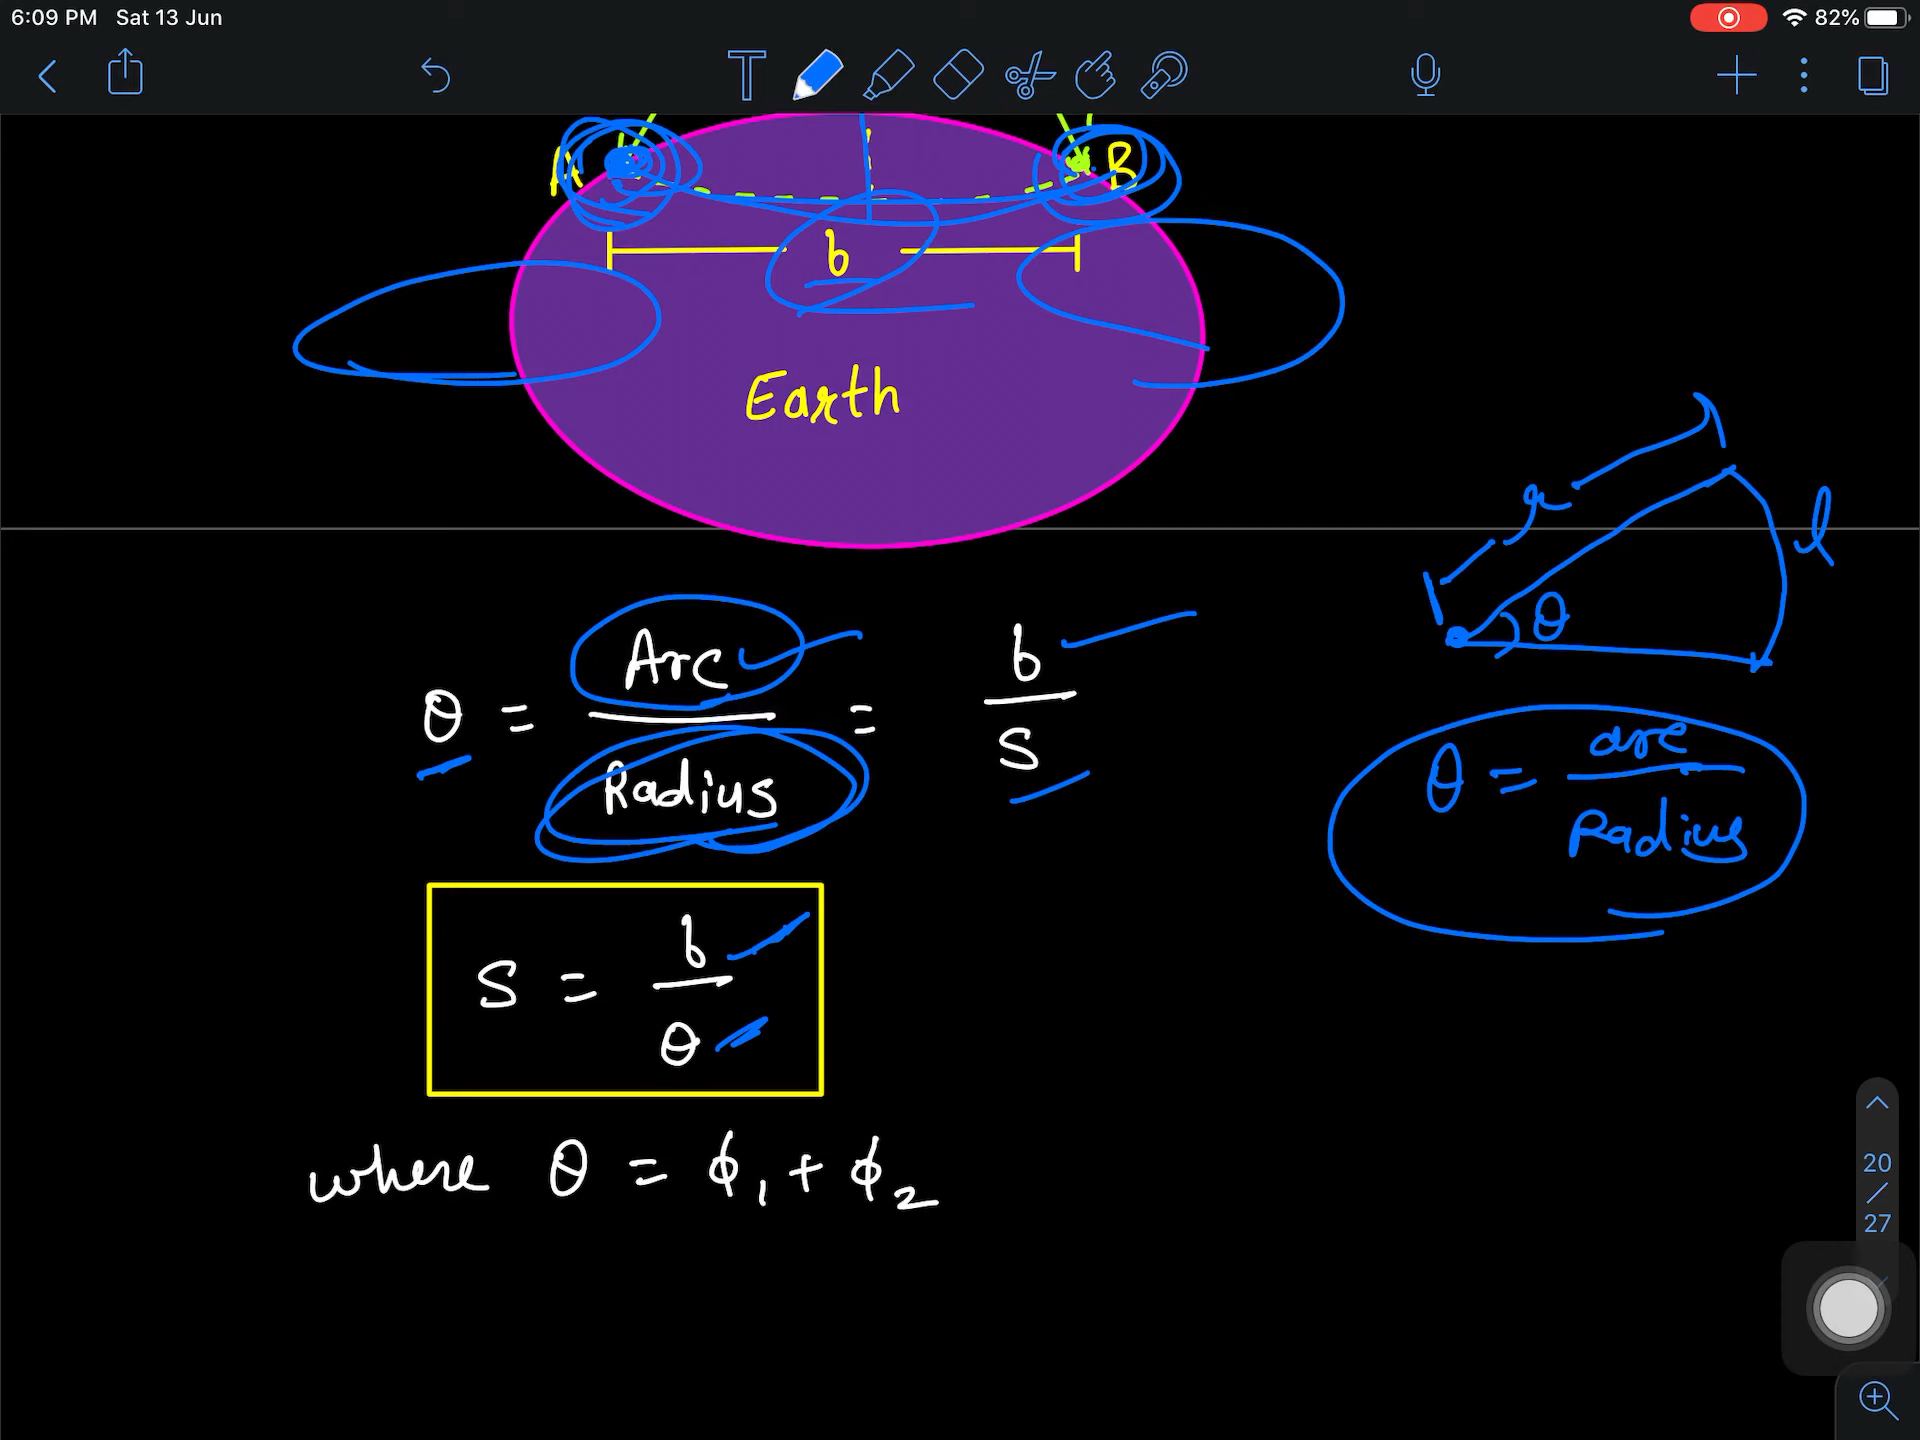 6:09 PM Sat 13 Jun
82%
T
A
B
b
Earth
r
l
θ
θ = Arc / Radius = b / S
θ = arc / Radius
S = b / θ
where θ = ϕ₁ + ϕ₂
20
/
27